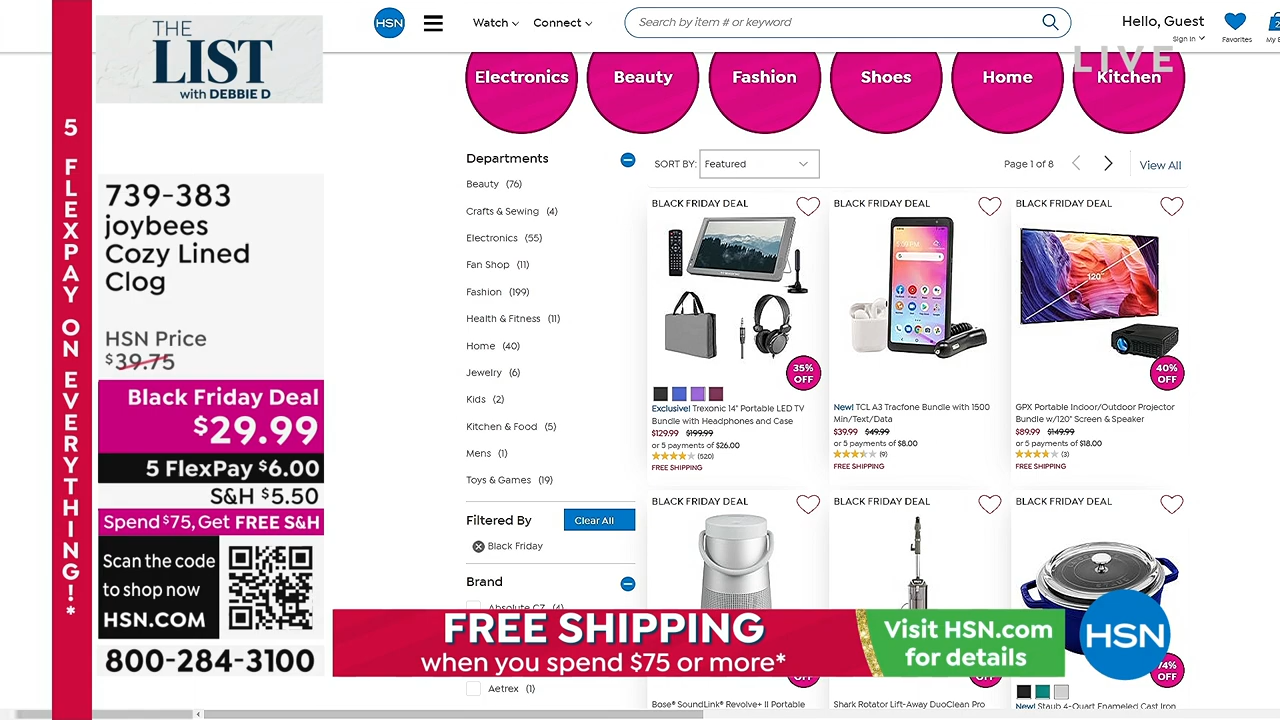 THE
LIST
with DEBBIE D
5 FLEXPAY ON EVERYTHING!*
739-383
joybees
Cozy Lined
Clog
HSN Price
$39.75
Black Friday Deal
$29.99
5 FlexPay $6.00
S&H $5.50
Spend $75, Get FREE S&H
Scan the code
to shop now
HSN.COM
800-284-3100
HSN
Watch
Connect
Search by item # or keyword
Hello, Guest
Sign In
Favorites
2
LIVE
Electronics
Beauty
Fashion
Shoes
Home
Kitchen
Departments
Beauty (76)
Crafts & Sewing (4)
Electronics (55)
Fan Shop (11)
Fashion (199)
Health & Fitness (11)
Home (40)
Jewelry (6)
Kids (2)
Kitchen & Food (5)
Mens (1)
Toys & Games (19)
Filtered By
Clear All
Black Friday
Brand
Absolute CZ (4)
Aetrex (1)
SORT BY:
Featured
Page 1 of 8
View All
BLACK FRIDAY DEAL
35%
OFF
Exclusive! Trexonic 14" Portable LED TV
Bundle with Headphones and Case
$129.99 $199.99
or 5 payments of $26.00
(520)
FREE SHIPPING
BLACK FRIDAY DEAL
New! TCL A3 Tracfone Bundle with 1500
Min/Text/Data
$39.99 $49.99
or 5 payments of $8.00
(9)
FREE SHIPPING
BLACK FRIDAY DEAL
120"
40%
OFF
GPX Portable Indoor/Outdoor Projector
Bundle w/120" Screen & Speaker
$89.99 $149.99
or 5 payments of $18.00
(3)
FREE SHIPPING
BLACK FRIDAY DEAL
OFF
Bose® SoundLink® Revolve+ II Portable
BLACK FRIDAY DEAL
OFF
Shark Rotator Lift-Away DuoClean Pro
BLACK FRIDAY DEAL
74%
OFF
New! Staub 4-Quart Enameled Cast Iron
FREE SHIPPING
when you spend $75 or more*
Visit HSN.com
for details
HSN